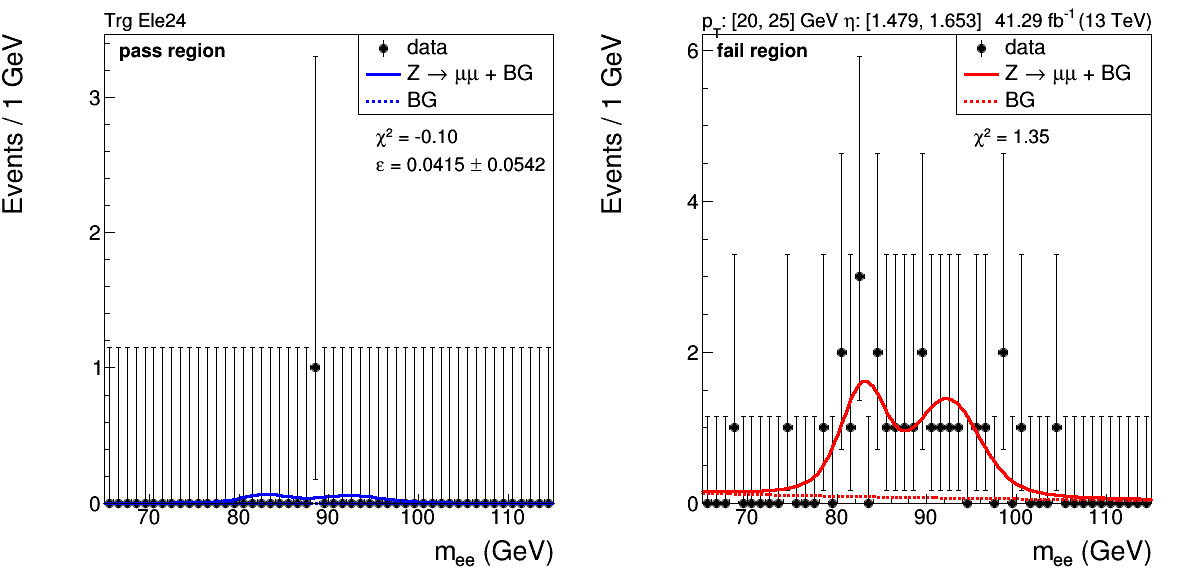 Trg Ele24
pass region
data
Z → μμ + BG
BG
χ² = -0.10
ε = 0.0415 ± 0.0542
Events / 1 GeV
3
2
1
0
70 80 90 100 110
m_ee (GeV)
p_T: [20, 25] GeV η: [1.479, 1.653] 41.29 fb⁻¹ (13 TeV)
fail region
data
Z → μμ + BG
BG
χ² = 1.35
Events / 1 GeV
6
4
2
0
70 80 90 100 110
m_ee (GeV)